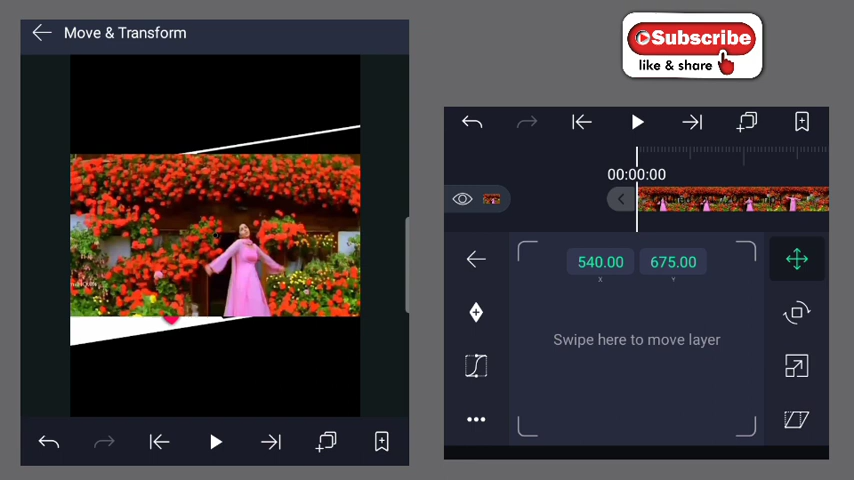 Move & Transform
Subscribe
like & share
00:00:00
540.00
675.00
X
Y
Swipe here to move layer